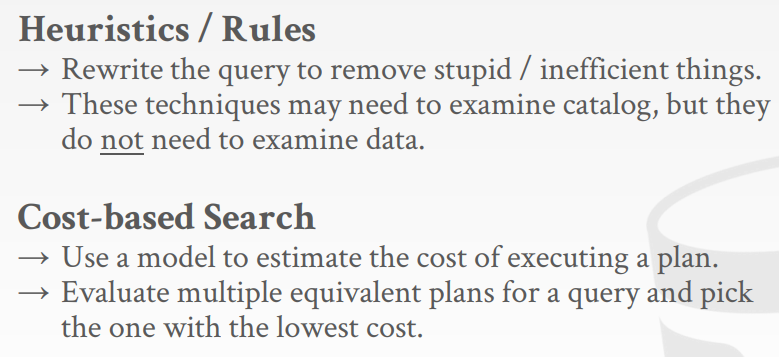 Heuristics / Rules
→ Rewrite the query to remove stupid / inefficient things.
→ These techniques may need to examine catalog, but they
do not need to examine data.
Cost-based Search
→ Use a model to estimate the cost of executing a plan.
→ Evaluate multiple equivalent plans for a query and pick
the one with the lowest cost.